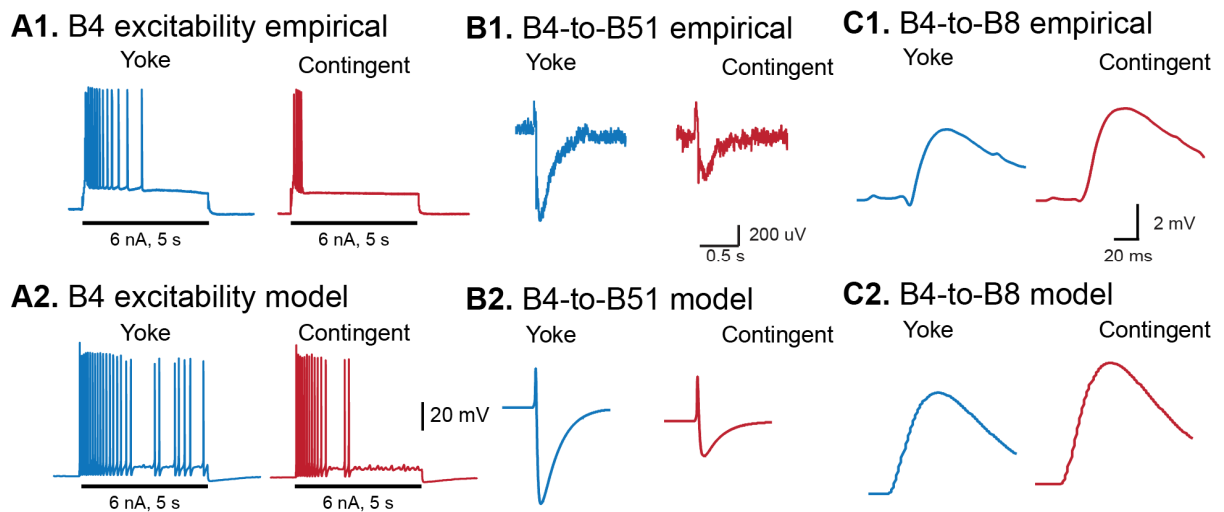 A1. B4 excitability empirical
Yoke
Contingent
6 nA, 5 s
6 nA, 5 s
B1. B4-to-B51 empirical
Yoke
Contingent
200 uV
0.5 s
C1. B4-to-B8 empirical
Yoke
Contingent
2 mV
20 ms
A2. B4 excitability model
Yoke
Contingent
20 mV
6 nA, 5 s
6 nA, 5 s
B2. B4-to-B51 model
Yoke
Contingent
C2. B4-to-B8 model
Yoke
Contingent